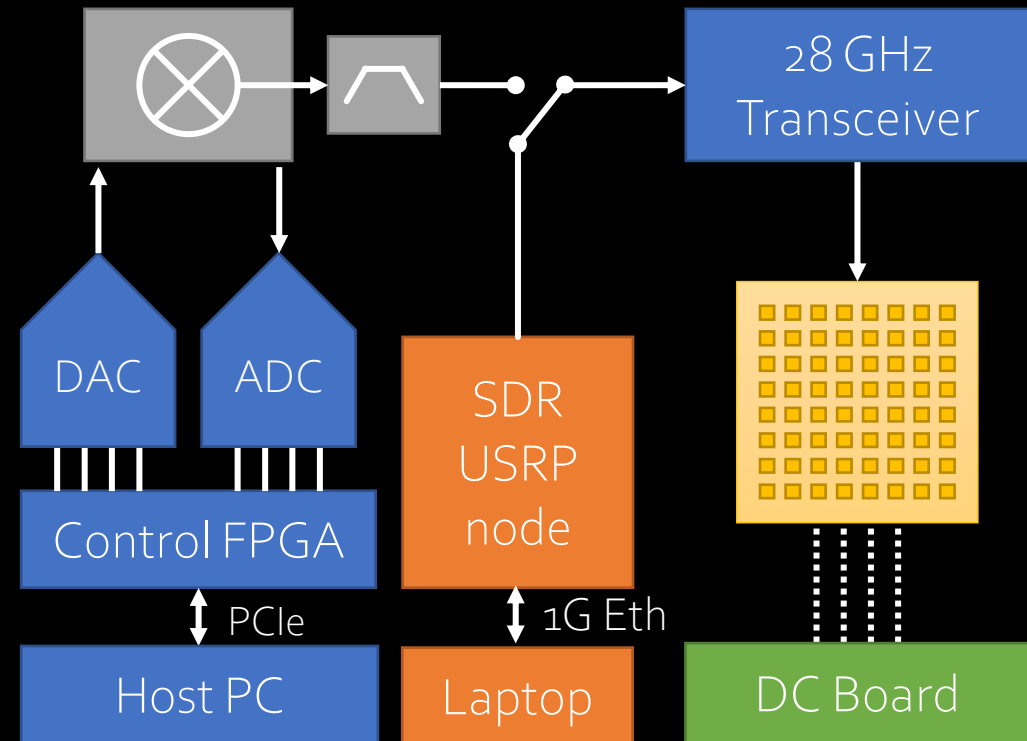 28 GHz
Transceiver
DAC
ADC
SDR
USRP
node
Control FPGA
PCIe
1G Eth
Host PC
Laptop
DC Board